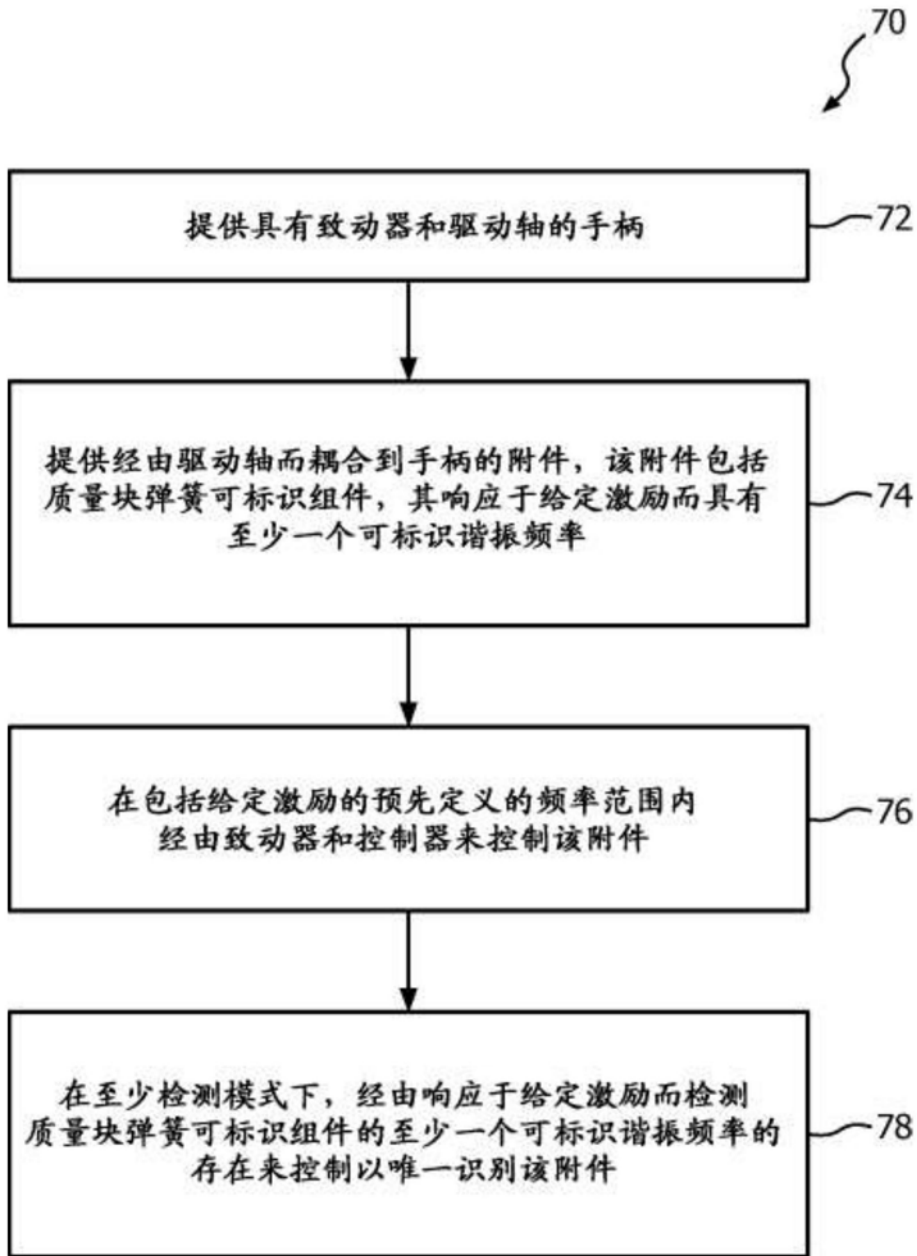 70
提供具有致动器和驱动轴的手柄
72
提供经由驱动轴而耦合到手柄的附件，该附件包括
质量块弹簧可标识组件，其响应于给定激励而具有
至少一个可标识谐振频率
74
在包括给定激励的预先定义的频率范围内
经由致动器和控制器来控制该附件
76
在至少检测模式下，经由响应于给定激励而检测
质量块弹簧可标识组件的至少一个可标识谐振频率的
存在来控制以唯一识别该附件
78